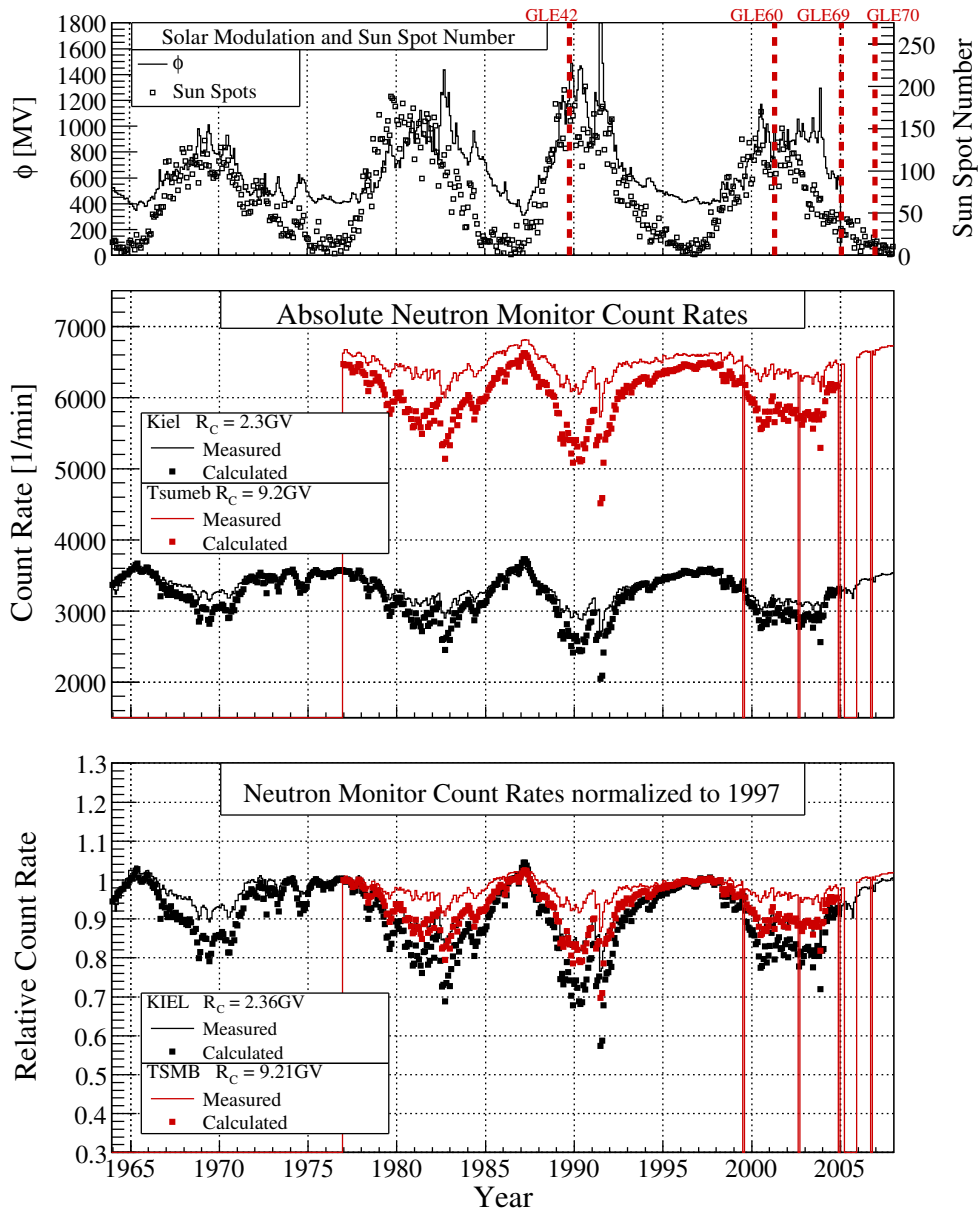 GLE42 GLE60 GLE69 GLE70
Solar Modulation and Sun Spot Number
ϕ
Sun Spots
ϕ [MV]
1800
1600
1400
1200
1000
800
600
400
200
0
Sun Spot Number
250
200
150
100
50
0
Absolute Neutron Monitor Count Rates
Count Rate [1/min]
7000
6000
5000
4000
3000
2000
Kiel R_C = 2.3GV
Measured
Calculated
Tsumeb R_C = 9.2GV
Measured
Calculated
Neutron Monitor Count Rates normalized to 1997
Relative Count Rate
1.3
1.2
1.1
1
0.9
0.8
0.7
0.6
0.5
0.4
0.3
KIEL R_C = 2.36GV
Measured
Calculated
TSMB R_C = 9.21GV
Measured
Calculated
1965 1970 1975 1980 1985 1990 1995 2000 2005
Year